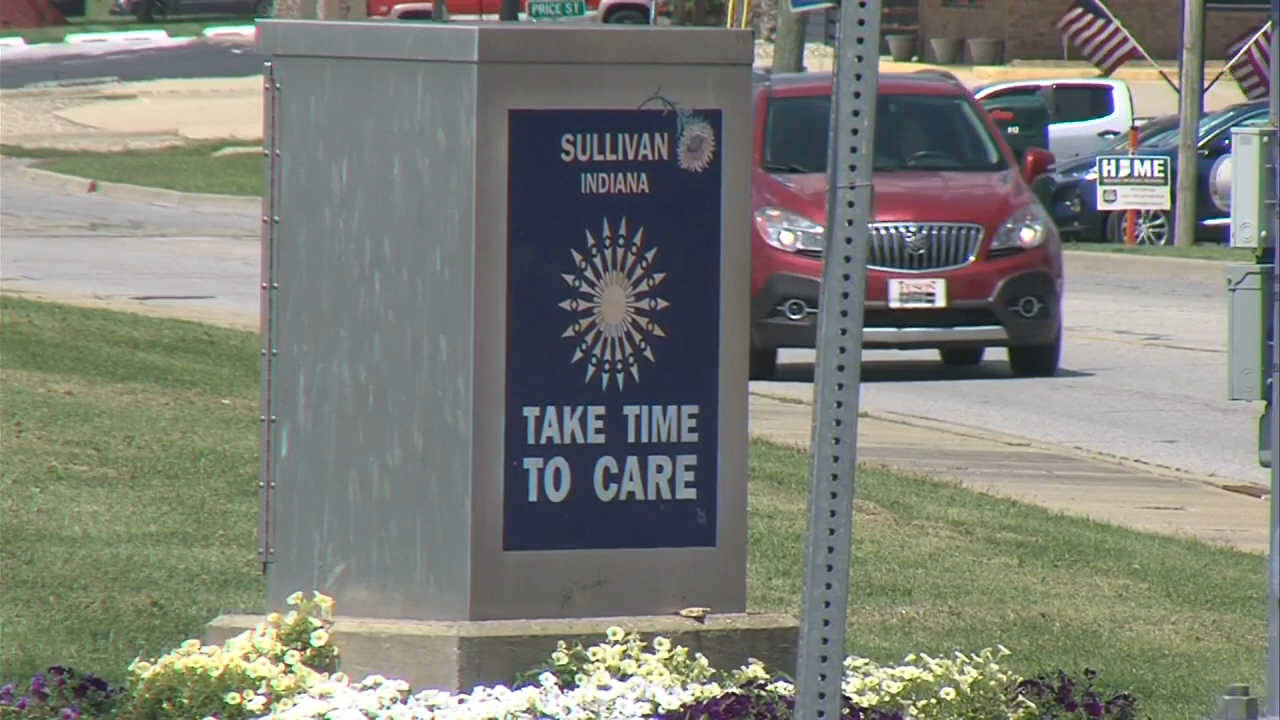 PRICE ST
SULLIVAN
INDIANA
TAKE TIME
TO CARE
HOME